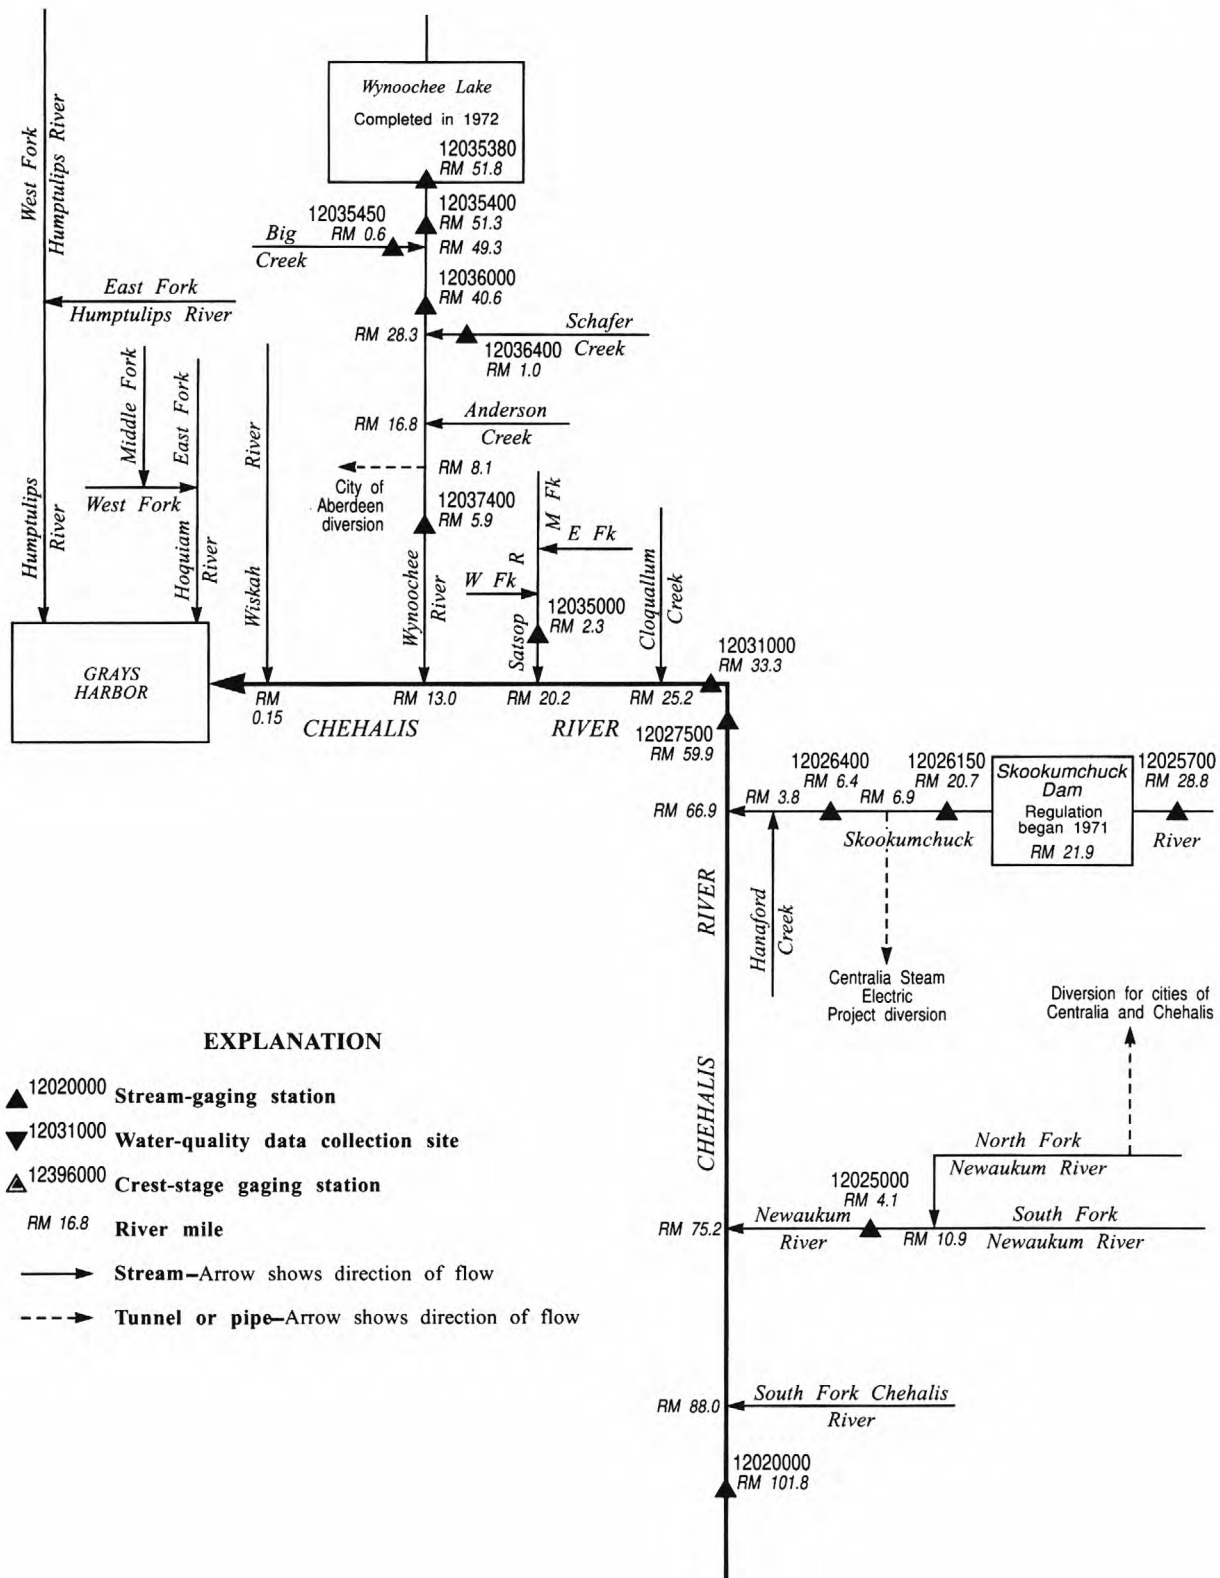 West Fork
Humptulips River
Wynoochee Lake
Completed in 1972
12035380
RM 51.8
12035400
RM 51.3
12035450
RM 0.6
Big
Creek
RM 49.3
12036000
RM 40.6
East Fork
Humptulips River
RM 28.3
Schafer
Creek
12036400
RM 1.0
Middle Fork
East Fork
West Fork
River
Wiskah
RM 16.8
Anderson
Creek
RM 8.1
City of
Aberdeen
diversion
12037400
RM 5.9
M Fk
E Fk
R
W Fk
Satsop
12035000
RM 2.3
Cloquallum
Creek
Humptulips
River
Hoquiam
River
Wynoochee
River
12031000
RM 33.3
GRAYS
HARBOR
RM
0.15
RM 13.0
RM 20.2
RM 25.2
CHEHALIS
RIVER
12027500
RM 59.9
12026400
RM 6.4
12026150
RM 20.7
Skookumchuck
Dam
Regulation
began 1971
RM 21.9
12025700
RM 28.8
RM 66.9
RM 3.8
RM 6.9
Skookumchuck
River
RIVER
Hanaford
Creek
Centralia Steam
Electric
Project diversion
Diversion for cities of
Centralia and Chehalis
CHEHALIS
North Fork
Newaukum River
12025000
RM 4.1
RM 75.2
Newaukum
River
RM 10.9
South Fork
Newaukum River
RM 88.0
South Fork Chehalis
River
12020000
RM 101.8
EXPLANATION
12020000 Stream-gaging station
12031000 Water-quality data collection site
12396000 Crest-stage gaging station
RM 16.8 River mile
Stream–Arrow shows direction of flow
Tunnel or pipe–Arrow shows direction of flow